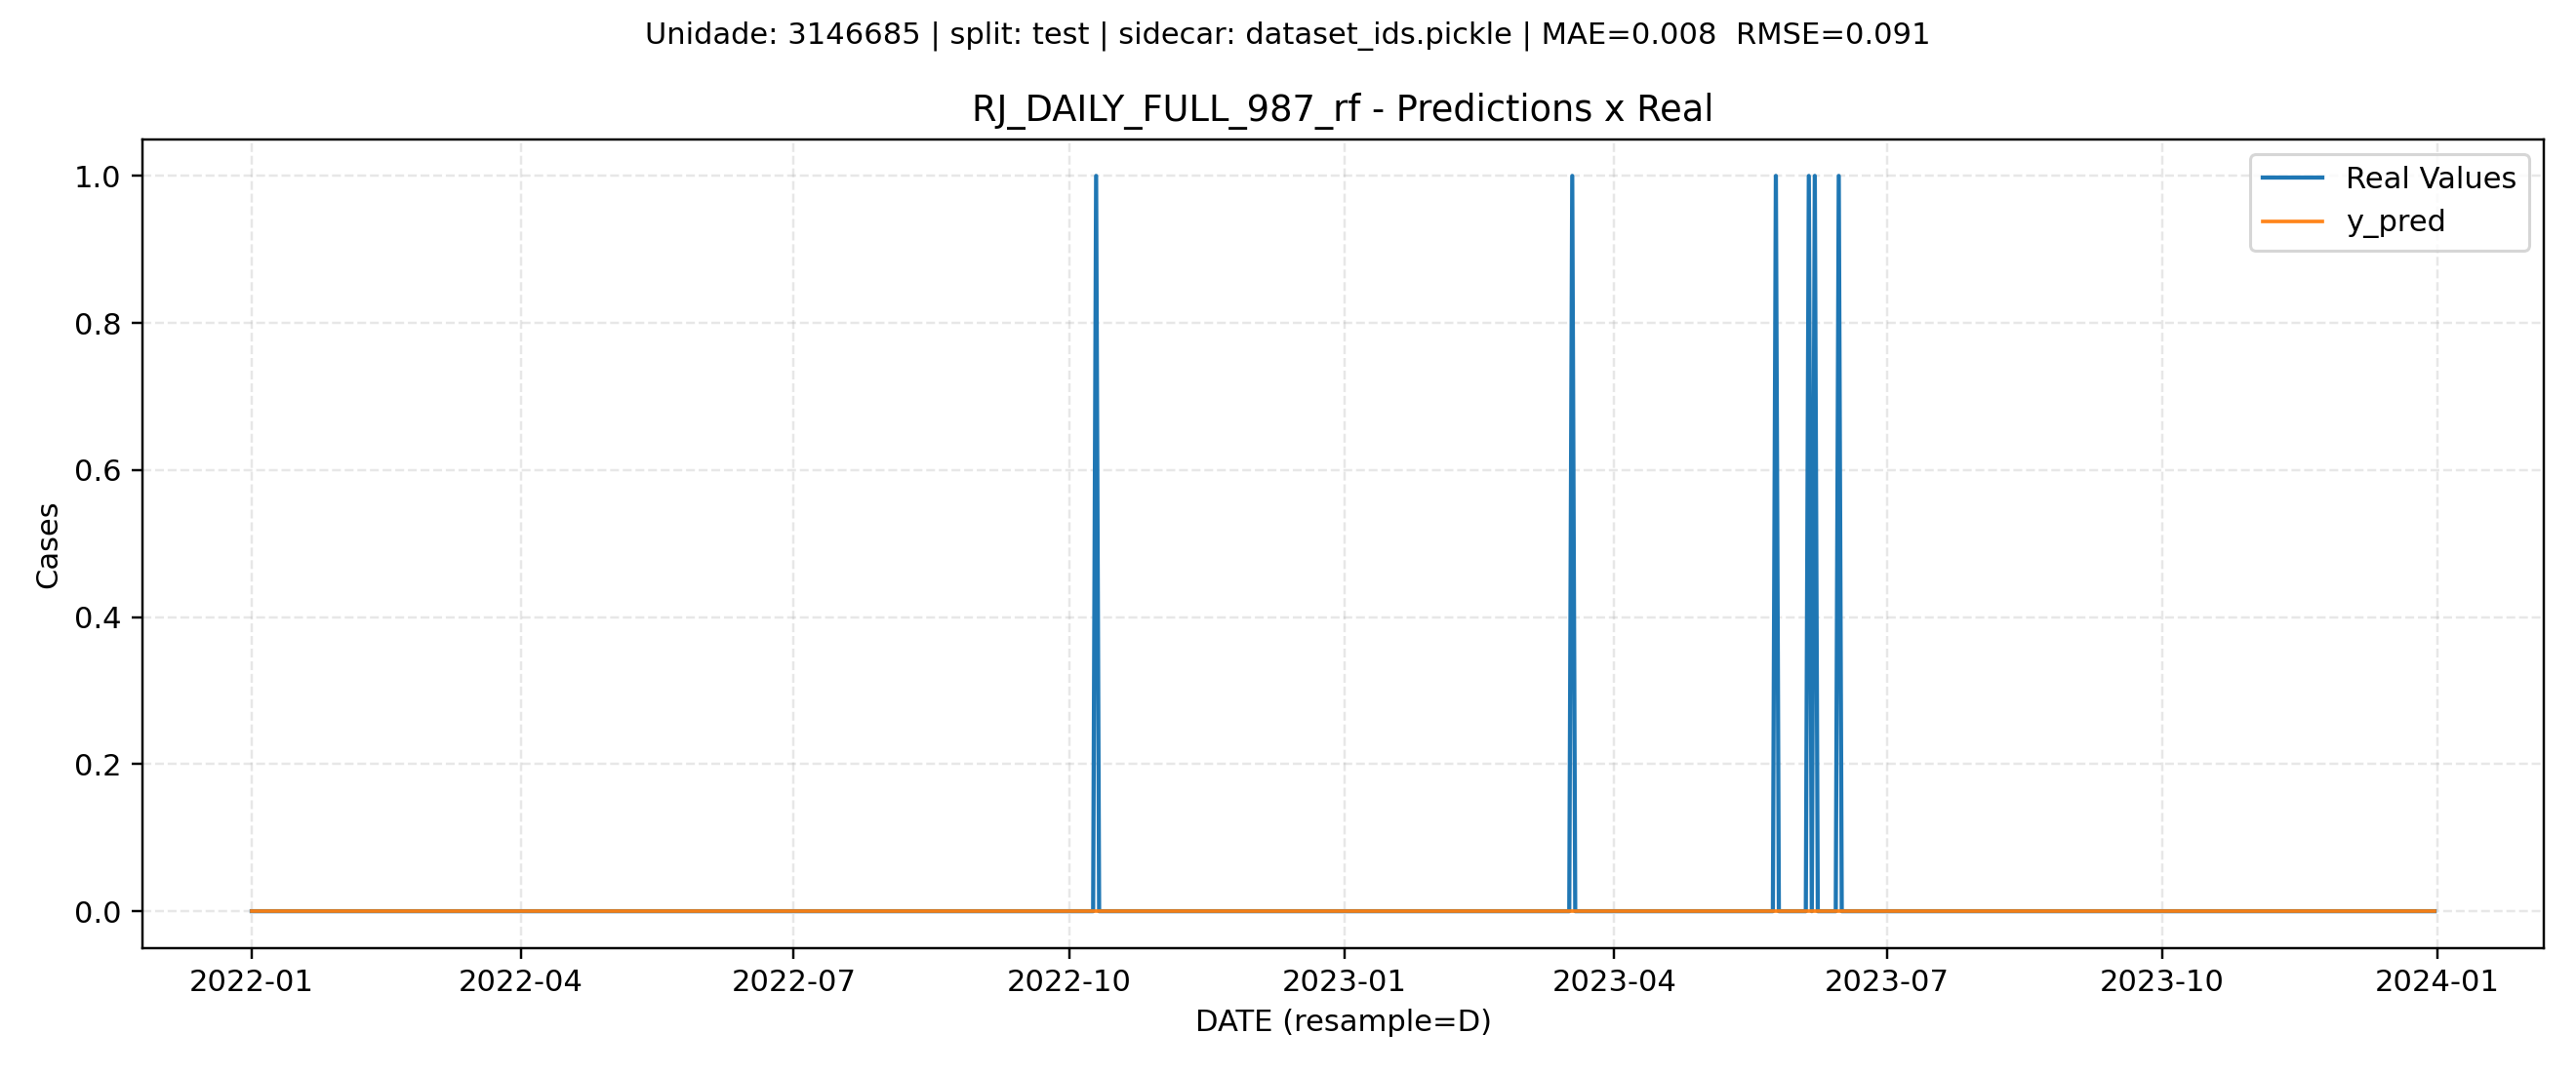 Unidade: 3146685 | split: test | sidecar: dataset_ids.pickle | MAE=0.008  RMSE=0.091
RJ_DAILY_FULL_987_rf - Predictions x Real
Real Values
y_pred
1.0
0.8
0.6
0.4
0.2
0.0
Cases
2022-01 2022-04 2022-07 2022-10 2023-01 2023-04 2023-07 2023-10 2024-01
DATE (resample=D)